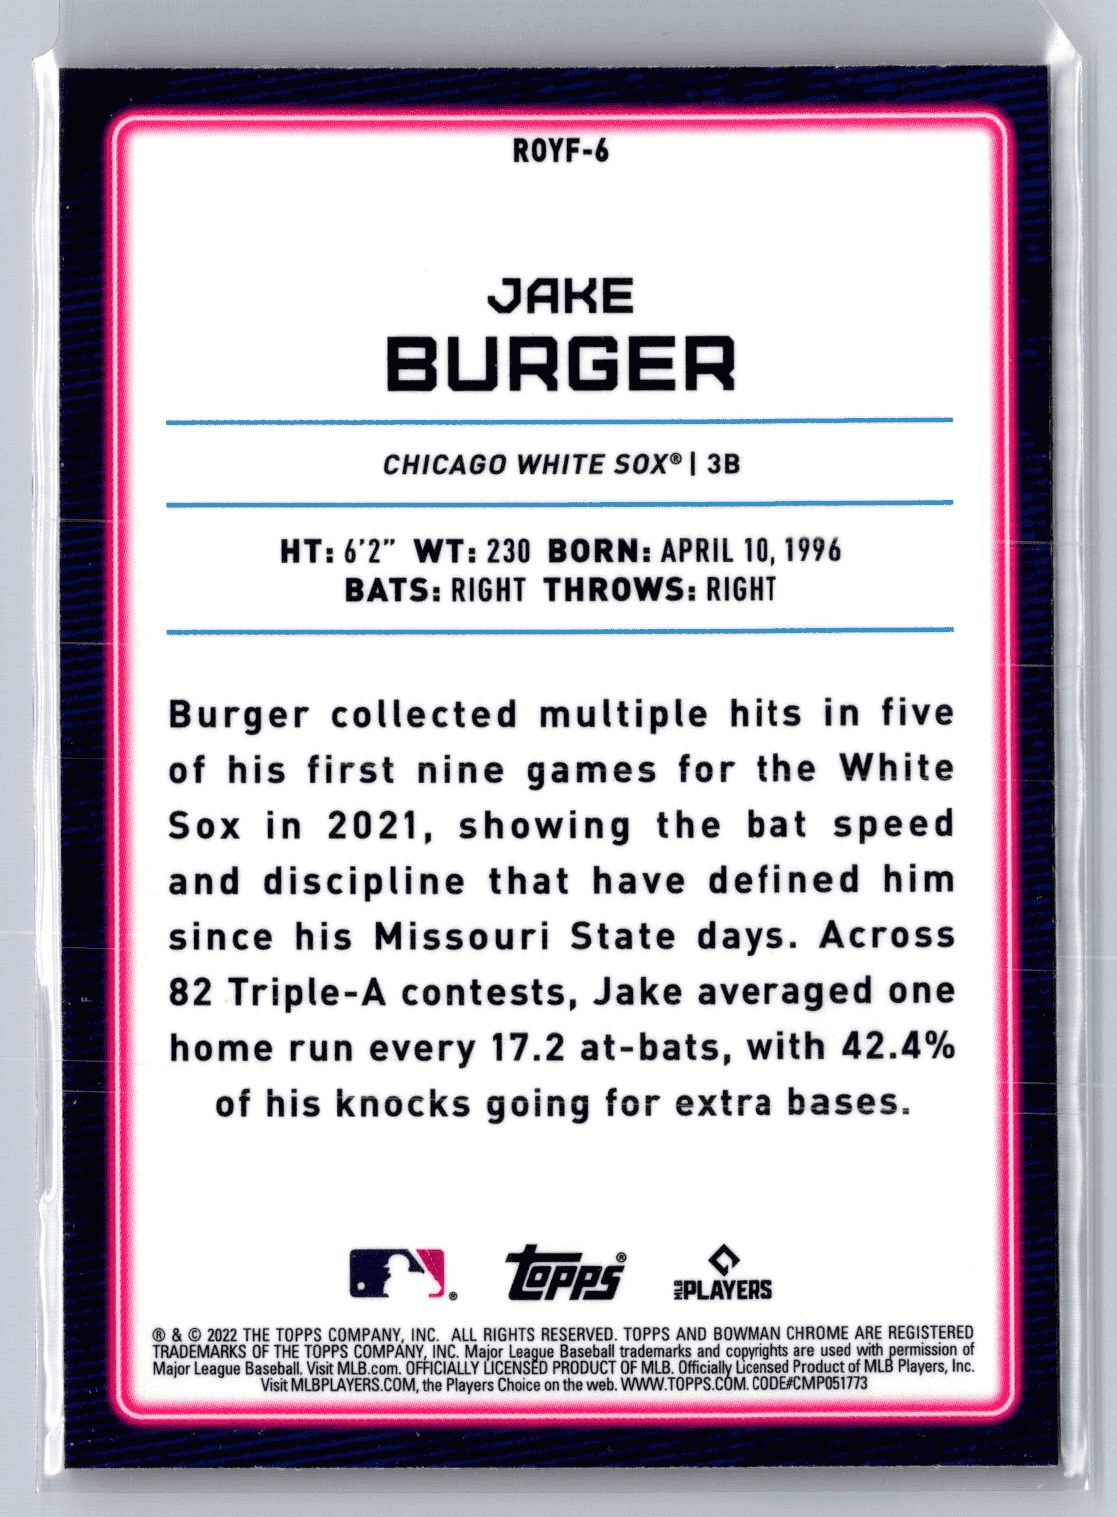 ROYF-6
JAKE
BURGER
CHICAGO WHITE SOX® | 3B
HT: 6'2" WT: 230 BORN: APRIL 10, 1996
BATS: RIGHT THROWS: RIGHT
Burger collected multiple hits in five
of his first nine games for the White
Sox in 2021, showing the bat speed
and discipline that have defined him
since his Missouri State days. Across
82 Triple-A contests, Jake averaged one
home run every 17.2 at-bats, with 42.4%
of his knocks going for extra bases.
® topps® MLB PLAYERS
® & © 2022 THE TOPPS COMPANY, INC. ALL RIGHTS RESERVED. TOPPS AND BOWMAN CHROME ARE REGISTERED
TRADEMARKS OF THE TOPPS COMPANY, INC. Major League Baseball trademarks and copyrights are used with permission of
Major League Baseball. Visit MLB.com. OFFICIALLY LICENSED PRODUCT OF MLB. Officially Licensed Product of MLB Players, Inc.
Visit MLBPLAYERS.COM, the Players Choice on the web. WWW.TOPPS.COM. CODE#CMP051773